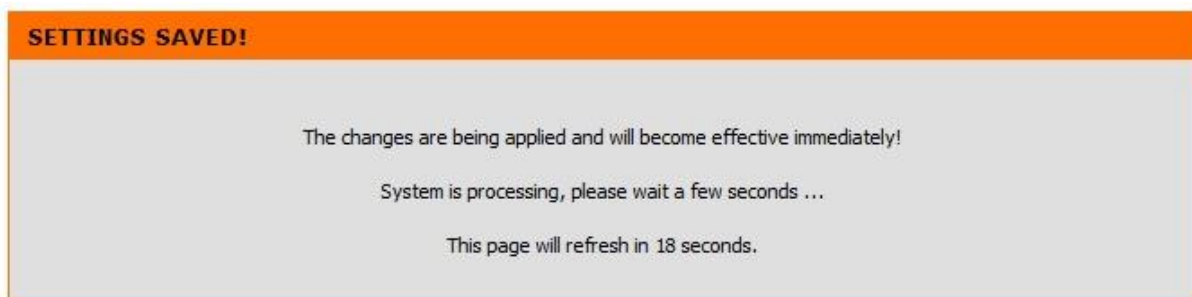 SETTINGS SAVED!
The changes are being applied and will become effective immediately!
System is processing, please wait a few seconds ...
This page will refresh in 18 seconds.